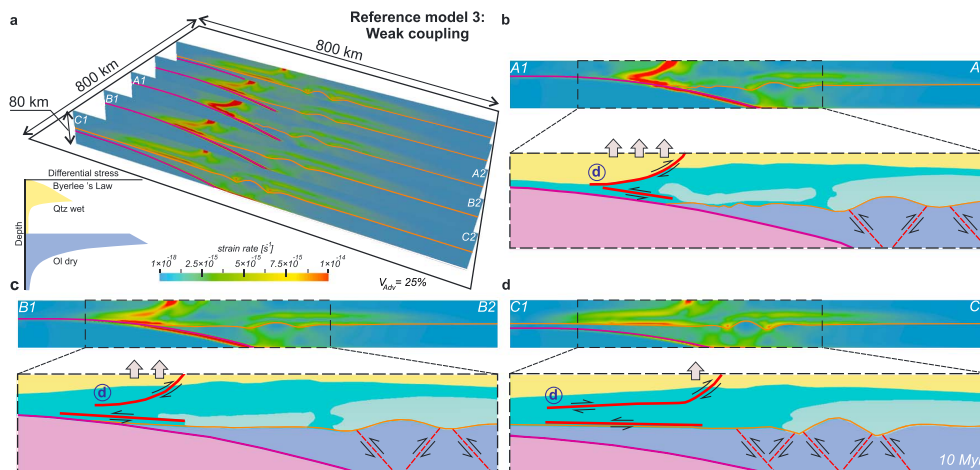 a
Reference model 3:
Weak coupling
800 km
800 km
80 km
A1
B1
C1
A2
B2
C2
Differential stress
Byerlee 's Law
Qtz wet
Depth
Ol dry
strain rate [s⁻¹]
1×10⁻¹⁸ 2.5×10⁻¹⁵ 5×10⁻¹⁵ 7.5×10⁻¹⁵ 1×10⁻¹⁴
V_Adv = 25%
b
A1
A
d
c
B1
B2
d
d
C1
C
d
10 My